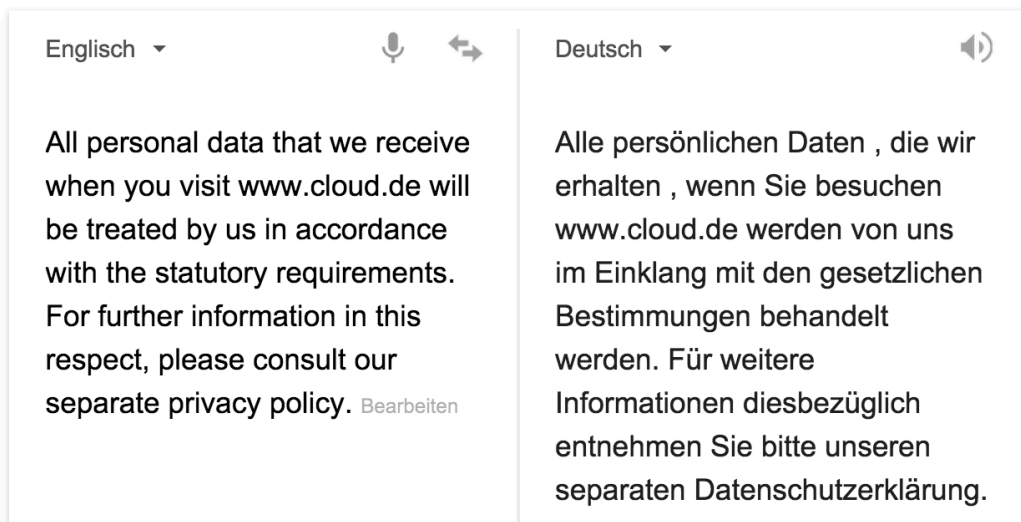 Englisch
All personal data that we receive
when you visit www.cloud.de will
be treated by us in accordance
with the statutory requirements.
For further information in this
respect, please consult our
separate privacy policy. Bearbeiten
Deutsch
Alle persönlichen Daten , die wir
erhalten , wenn Sie besuchen
www.cloud.de werden von uns
im Einklang mit den gesetzlichen
Bestimmungen behandelt
werden. Für weitere
Informationen diesbezüglich
entnehmen Sie bitte unseren
separaten Datenschutzerklärung.